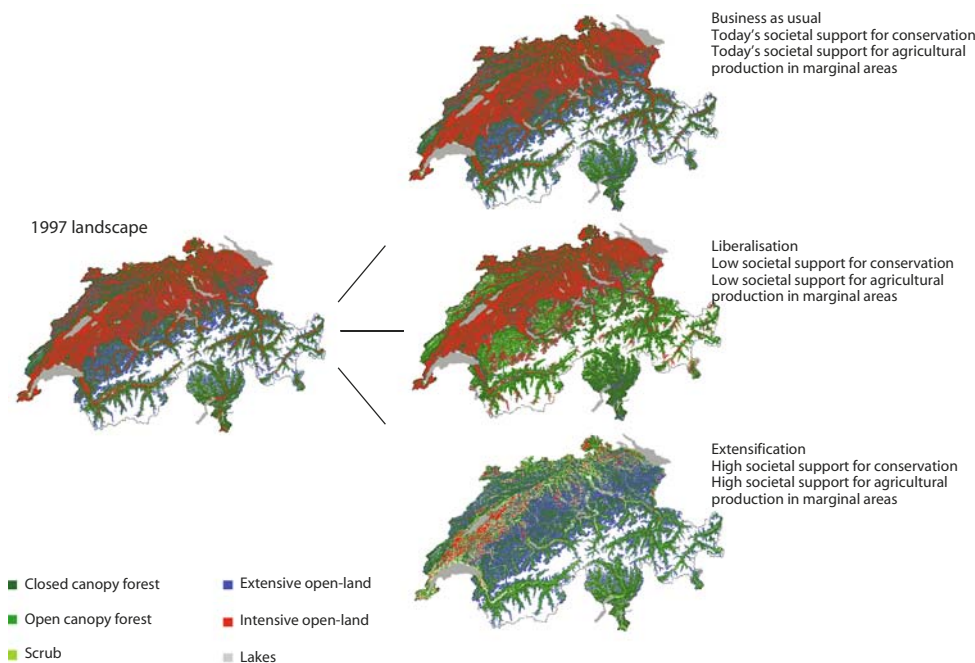 Business as usual
Today's societal support for conservation
Today's societal support for agricultural
production in marginal areas
1997 landscape
Liberalisation
Low societal support for conservation
Low societal support for agricultural
production in marginal areas
Extensification
High societal support for conservation
High societal support for agricultural
production in marginal areas
Closed canopy forest
Open canopy forest
Scrub
Extensive open-land
Intensive open-land
Lakes